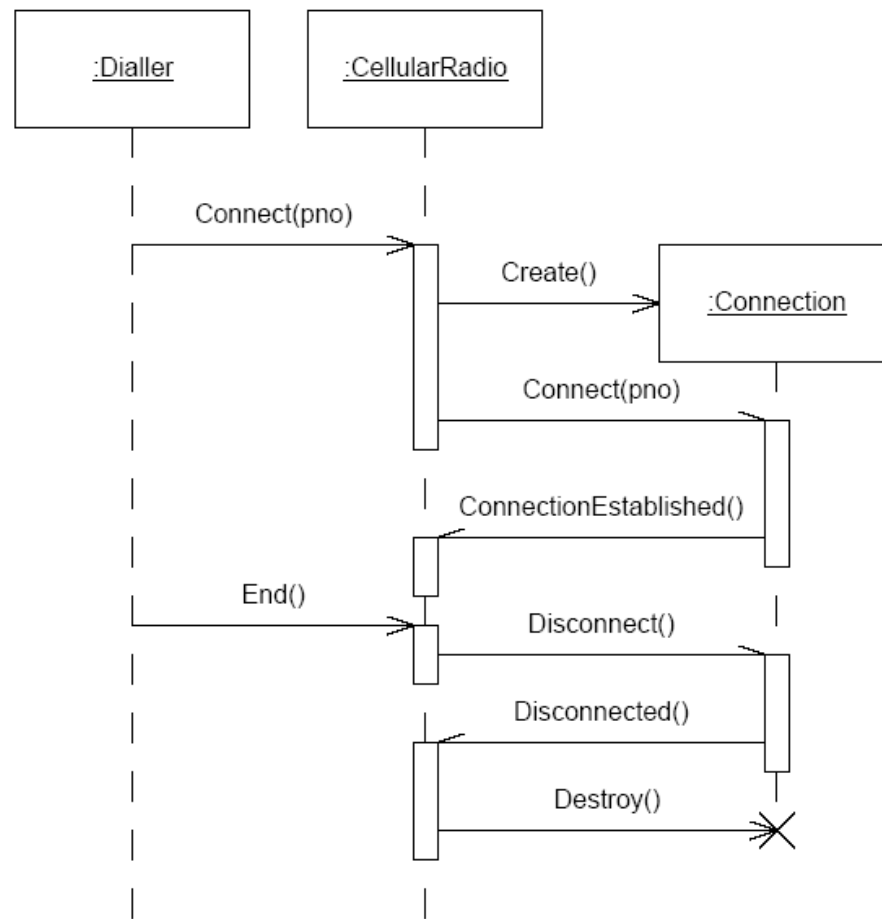 :Dialler
:CellularRadio
Connect(pno)
Create()
:Connection
Connect(pno)
ConnectionEstablished()
End()
Disconnect()
Disconnected()
Destroy()